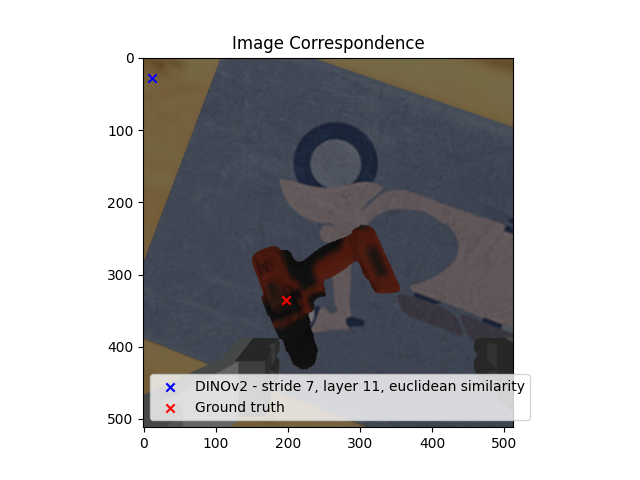 Image Correspondence
0
100
200
300
400
500
0 100 200 300 400 500
DINOv2 - stride 7, layer 11, euclidean similarity
Ground truth